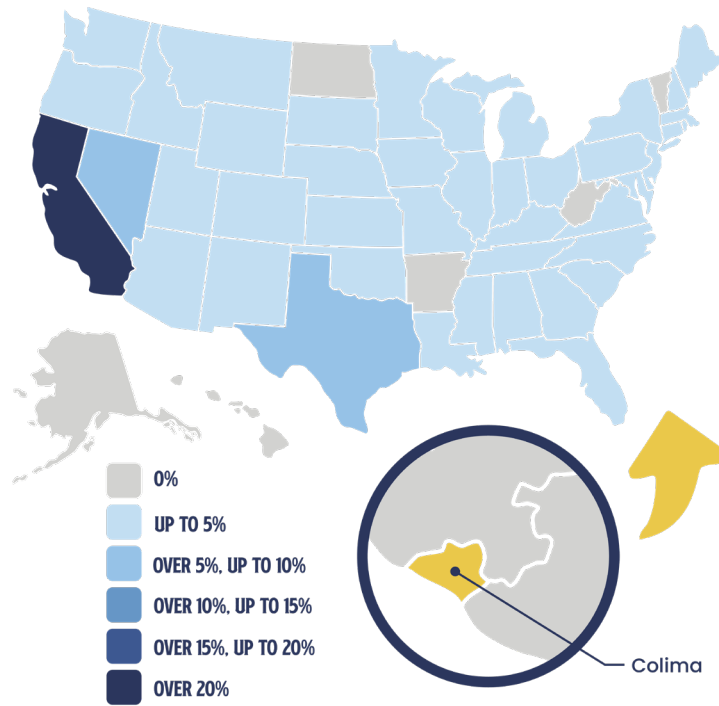 0%
UP TO 5%
OVER 5%, UP TO 10%
OVER 10%, UP TO 15%
OVER 15%, UP TO 20%
OVER 20%
Colima